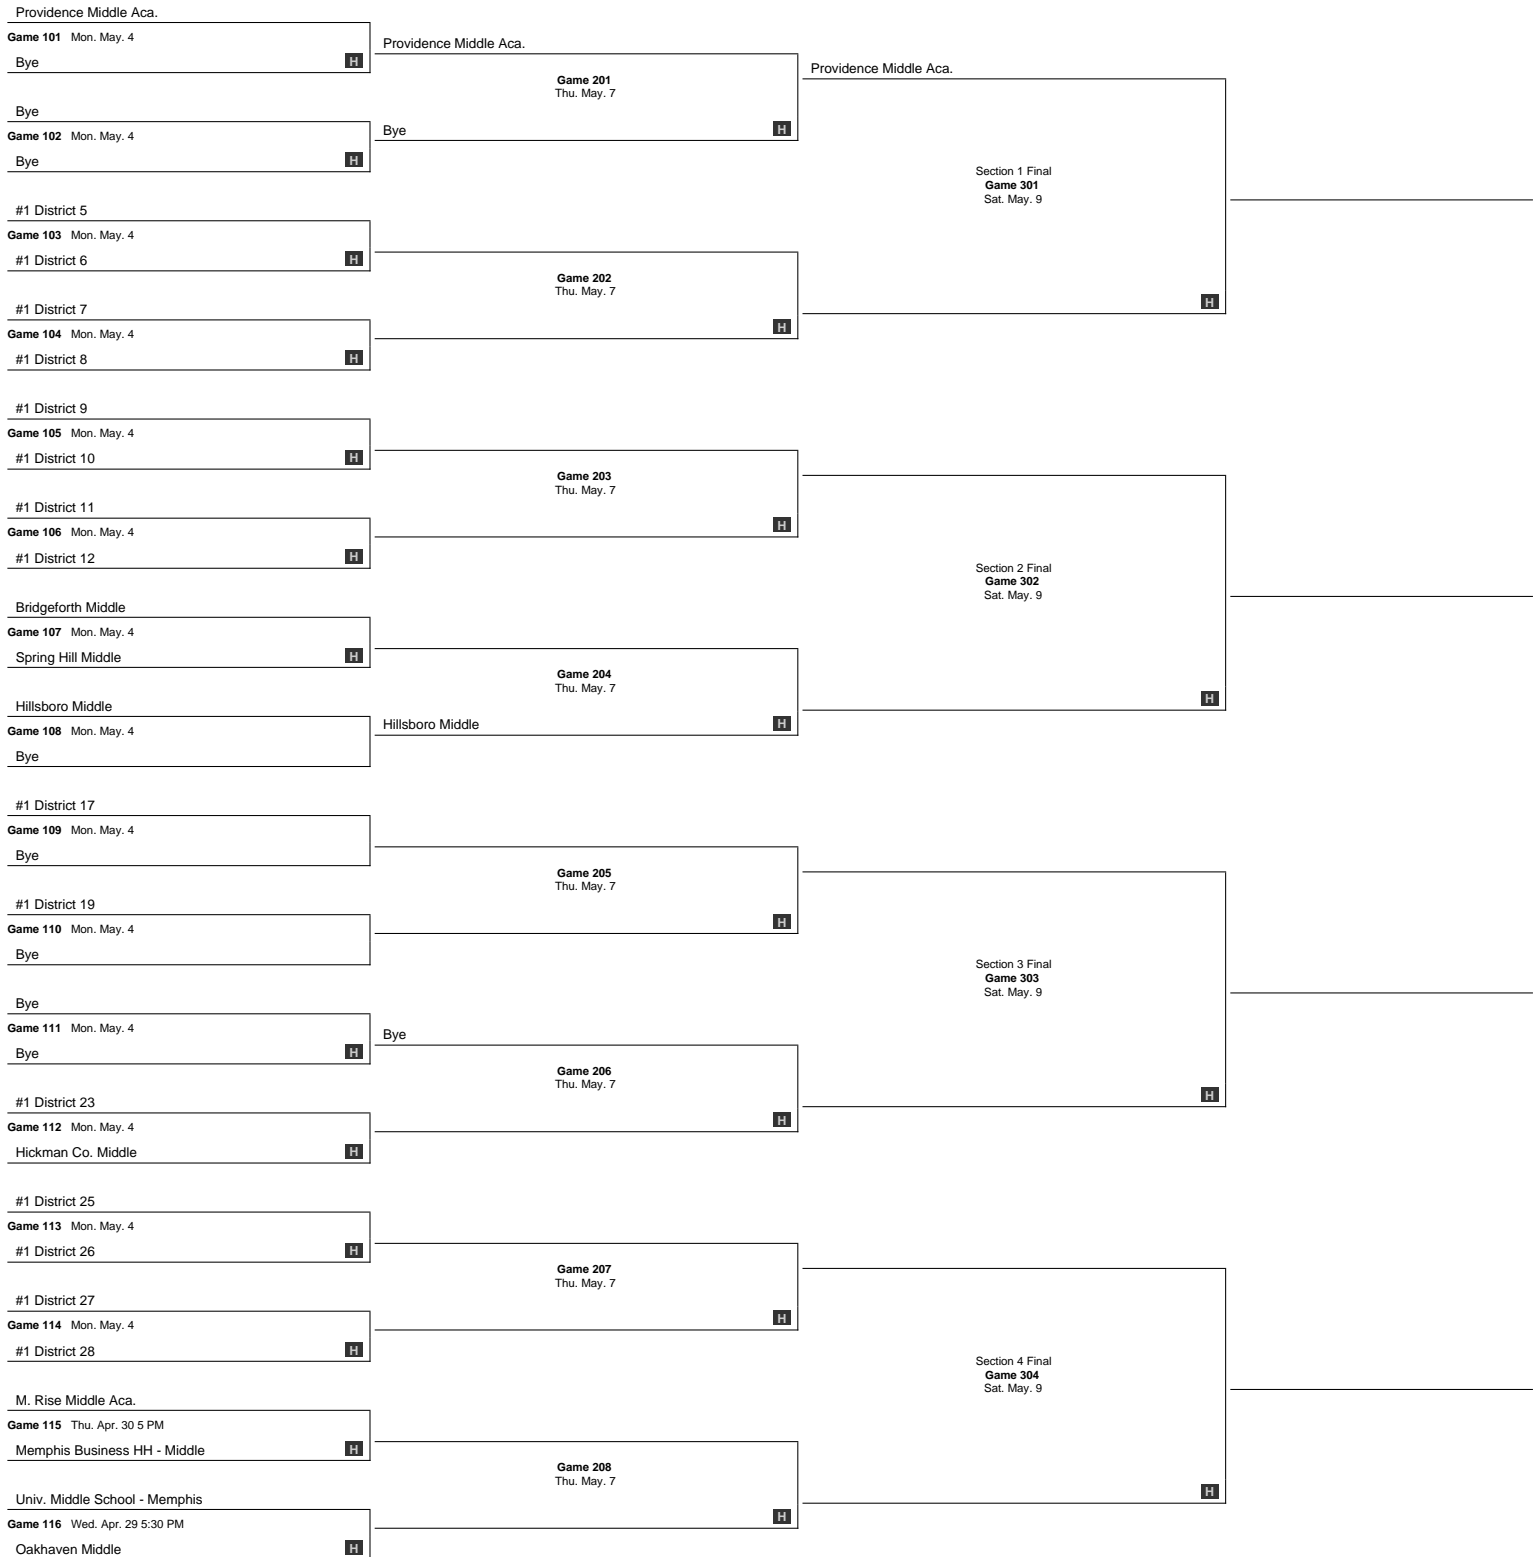 Providence Middle Aca.
Game 101 Mon. May. 4
Bye H
Bye
Game 102 Mon. May. 4
Bye H
#1 District 5
Game 103 Mon. May. 4
#1 District 6 H
#1 District 7
Game 104 Mon. May. 4
#1 District 8 H
#1 District 9
Game 105 Mon. May. 4
#1 District 10 H
#1 District 11
Game 106 Mon. May. 4
#1 District 12 H
Bridgeforth Middle
Game 107 Mon. May. 4
Spring Hill Middle H
Hillsboro Middle
Game 108 Mon. May. 4
Bye
#1 District 17
Game 109 Mon. May. 4
Bye
#1 District 19
Game 110 Mon. May. 4
Bye
Bye
Game 111 Mon. May. 4
Bye H
#1 District 23
Game 112 Mon. May. 4
Hickman Co. Middle H
#1 District 25
Game 113 Mon. May. 4
#1 District 26 H
#1 District 27
Game 114 Mon. May. 4
#1 District 28 H
M. Rise Middle Aca.
Game 115 Thu. Apr. 30 5 PM
Memphis Business HH - Middle H
Univ. Middle School - Memphis
Game 116 Wed. Apr. 29 5:30 PM
Oakhaven Middle H
Providence Middle Aca.
Game 201
Thu. May. 7
Bye H
Game 202
Thu. May. 7
H
Game 203
Thu. May. 7
H
Game 204
Thu. May. 7
Hillsboro Middle H
Game 205
Thu. May. 7
H
Bye
Game 206
Thu. May. 7
H
Game 207
Thu. May. 7
H
Game 208
Thu. May. 7
H
Providence Middle Aca.
Section 1 Final
Game 301
Sat. May. 9
H
Section 2 Final
Game 302
Sat. May. 9
H
Section 3 Final
Game 303
Sat. May. 9
H
Section 4 Final
Game 304
Sat. May. 9
H